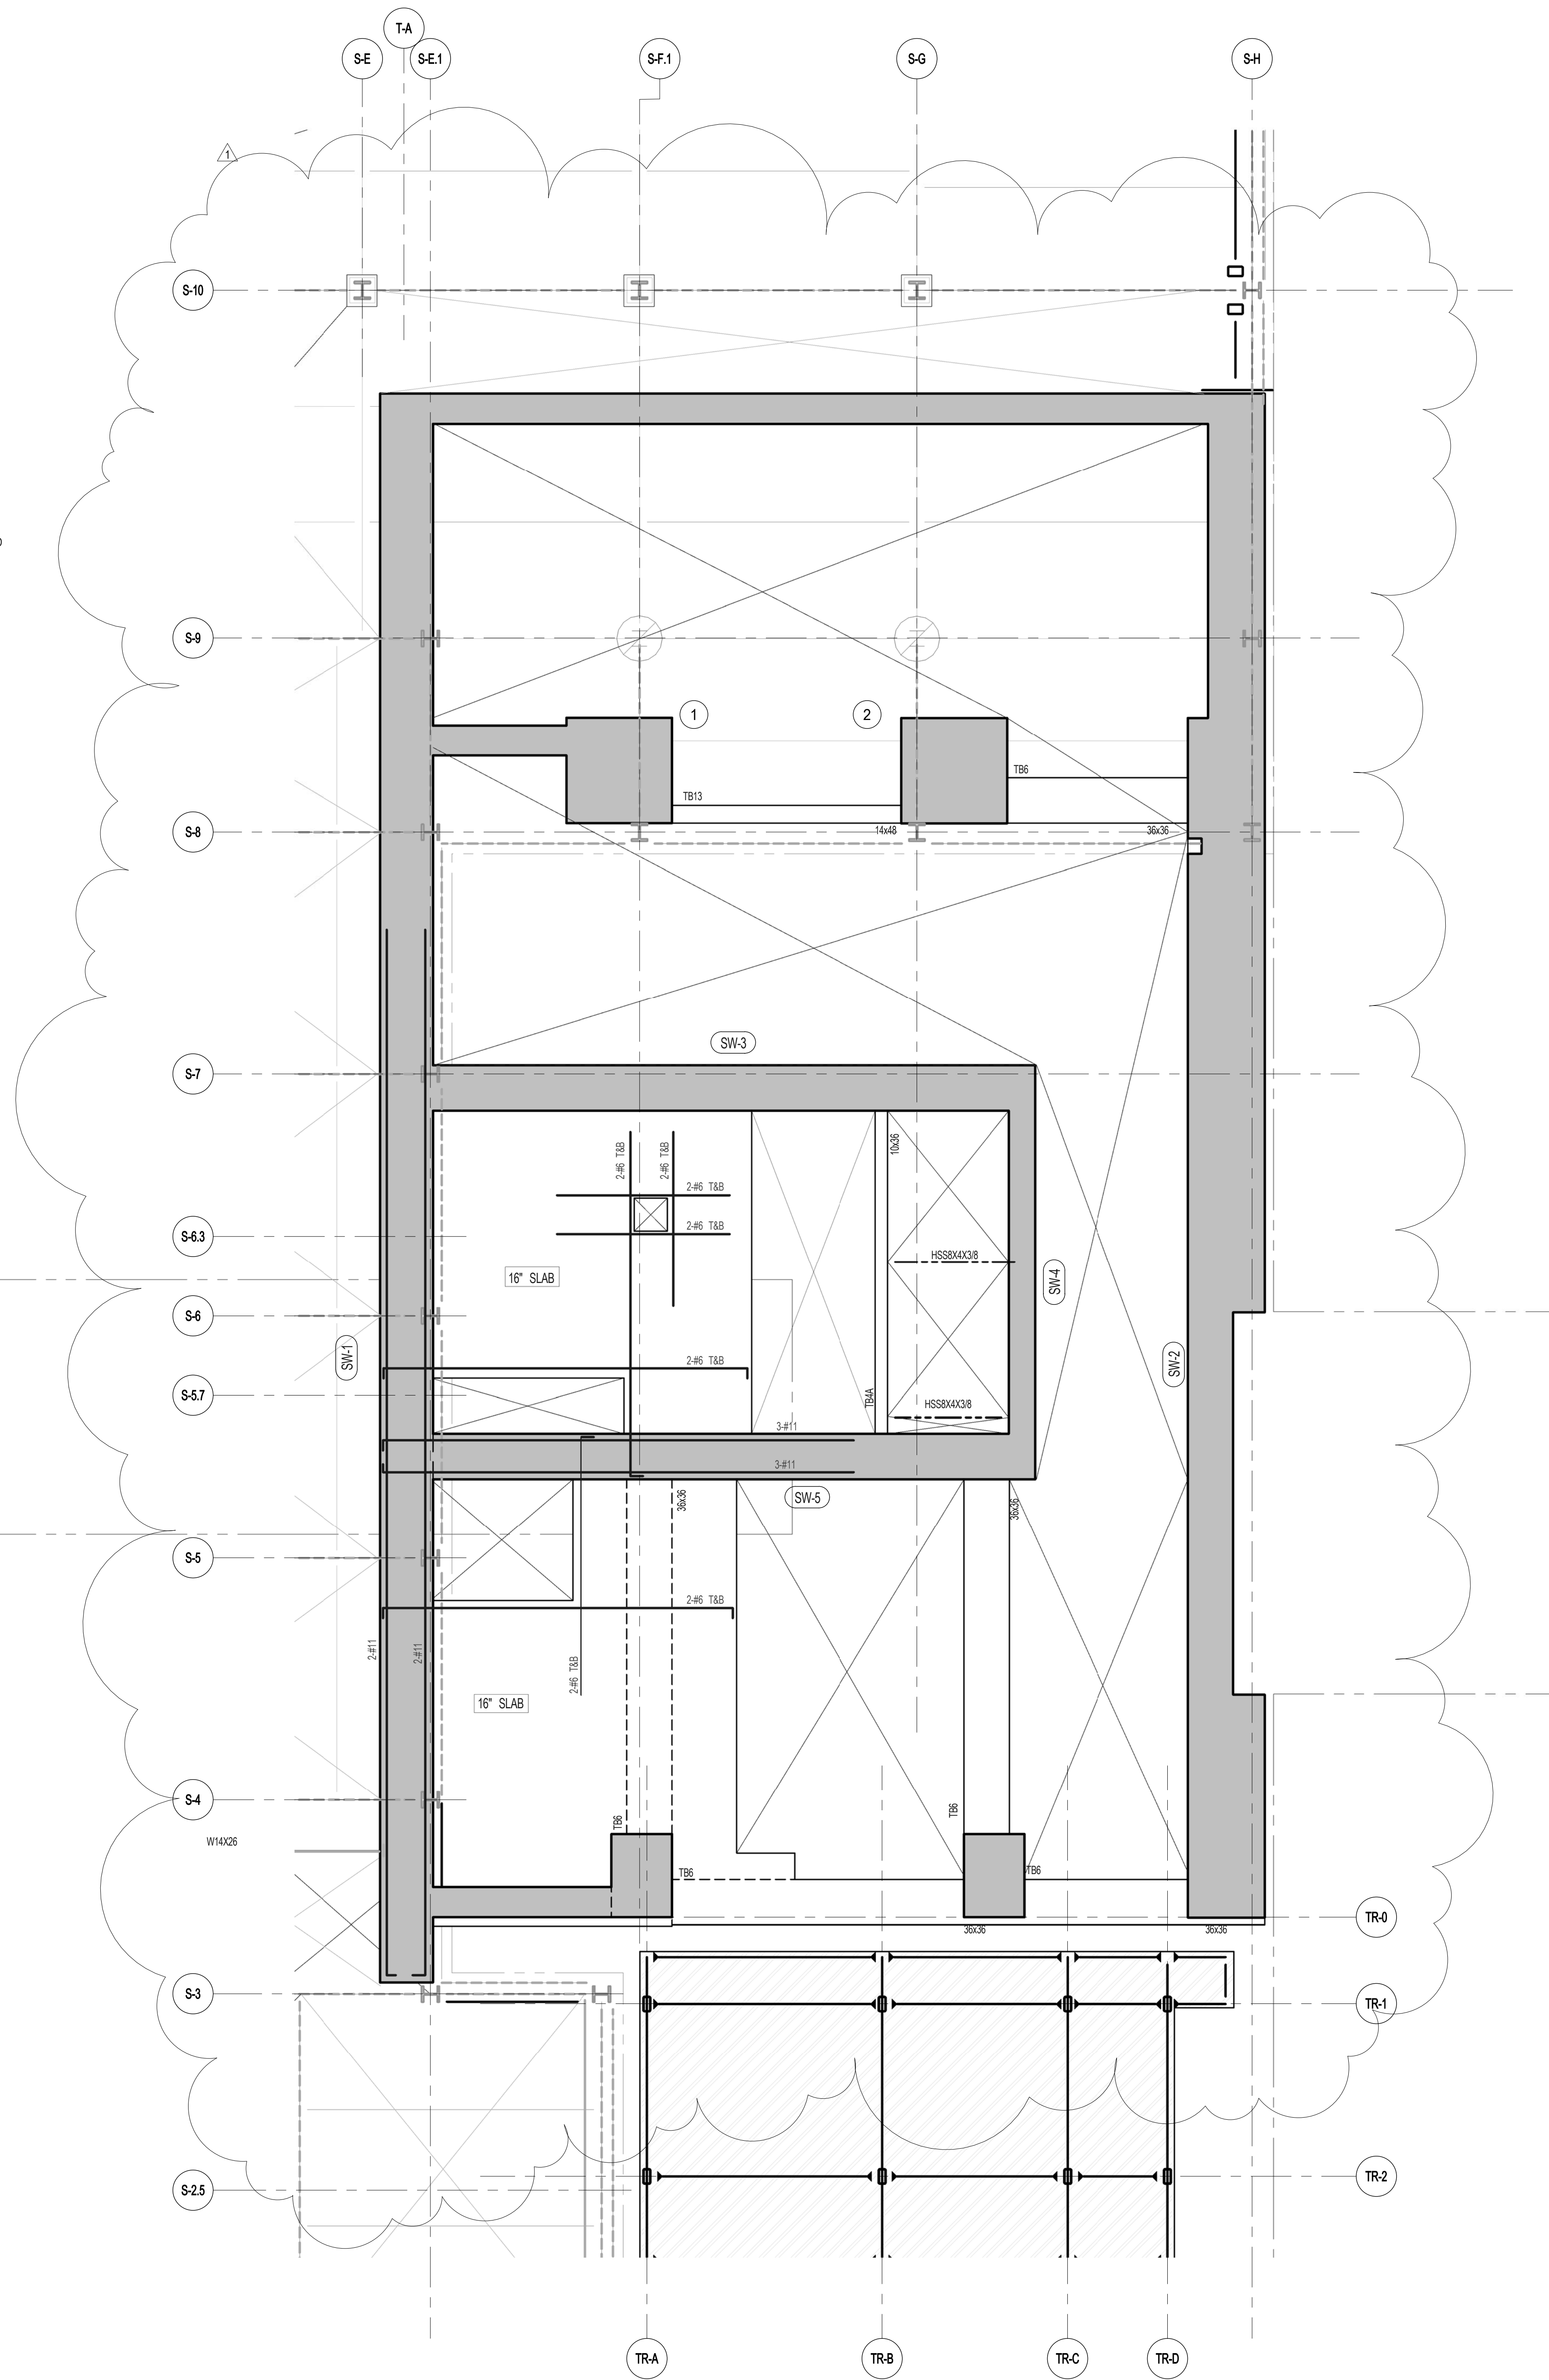 T-A
S-E
S-E.1
S-F.1
S-G
S-H
1
S-10
S-9
1
2
TB6
TB13
S-8
14x48
36x36
SW-3
S-7
10x36
2-#6 T&B
2-#6 T&B
2-#6 T&B
2-#6 T&B
S-6.3
HSS8X4X3/8
16" SLAB
SW-4
S-6
SW-1
SW-2
2-#6 T&B
S-5.7
TB4A
HSS8X4X3/8
3-#11
3-#11
SW-5
36x36
36x36
S-5
2-#6 T&B
2-#11
2-#11
2-#6 T&B
16" SLAB
S-4
TB6
TB6
W14X26
TB6
TB6
TR-0
36x36
36x36
S-3
TR-1
TR-2
S-2.5
TR-A
TR-B
TR-C
TR-D